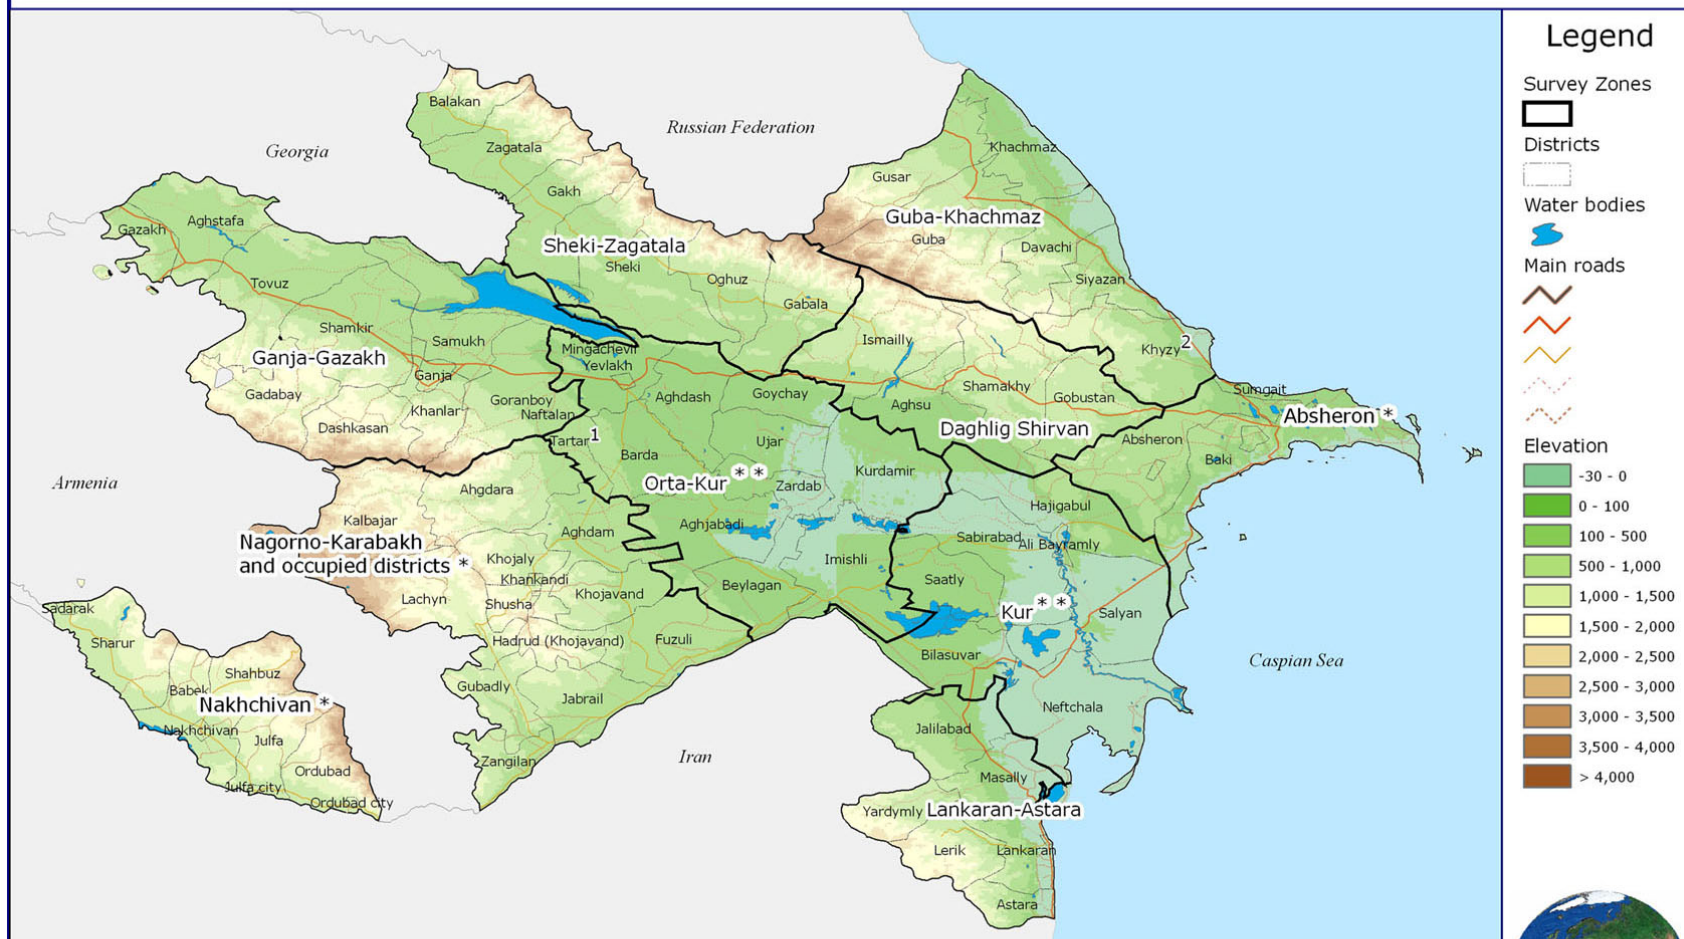 Legend
Survey Zones
Districts
Water bodies
Main roads
Elevation
-30 - 0
0 - 100
100 - 500
500 - 1,000
1,000 - 1,500
1,500 - 2,000
2,000 - 2,500
2,500 - 3,000
3,000 - 3,500
3,500 - 4,000
> 4,000
Russian Federation
Georgia
Armenia
Iran
Caspian Sea
Balakan
Zagatala
Gakh
Sheki-Zagatala
Sheki
Oghuz
Gabala
Khachmaz
Gusar
Guba-Khachmaz
Guba
Davachi
Siyazan
Khyzy
2
Gazakh
Aghstafa
Tovuz
Shamkir
Samukh
Ganja-Gazakh
Ganja
Gadabay
Khanlar
Goranboy
Naftalan
Dashkasan
Mingachevir
Yevlakh
Aghdash
Goychay
Ismailly
Shamakhy
Gobustan
Aghsu
Daghlig Shirvan
Sumgait
Absheron *
Absheron
Baki
Tartar
1
Barda
Ujar
Orta-Kur * *
Zardab
Kurdamir
Aghjabadi
Imishli
Beylagan
Hajigabul
Sabirabad
Ali Bayramly
Saatly
Kur * *
Salyan
Bilasuvar
Neftchala
Ahgdara
Kalbajar
Aghdam
Nagorno-Karabakh
and occupied districts *
Khojaly
Khankandi
Lachyn
Shusha
Khojavand
Hadrud (Khojavand)
Fuzuli
Gubadly
Jabrail
Zangilan
Sadarak
Sharur
Shahbuz
Babek
Nakhchivan *
Nakhchivan
Julfa
Ordubad
Julfa city
Ordubad city
Jalilabad
Masally
Lankaran-Astara
Yardymly
Lerik
Lankaran
Astara